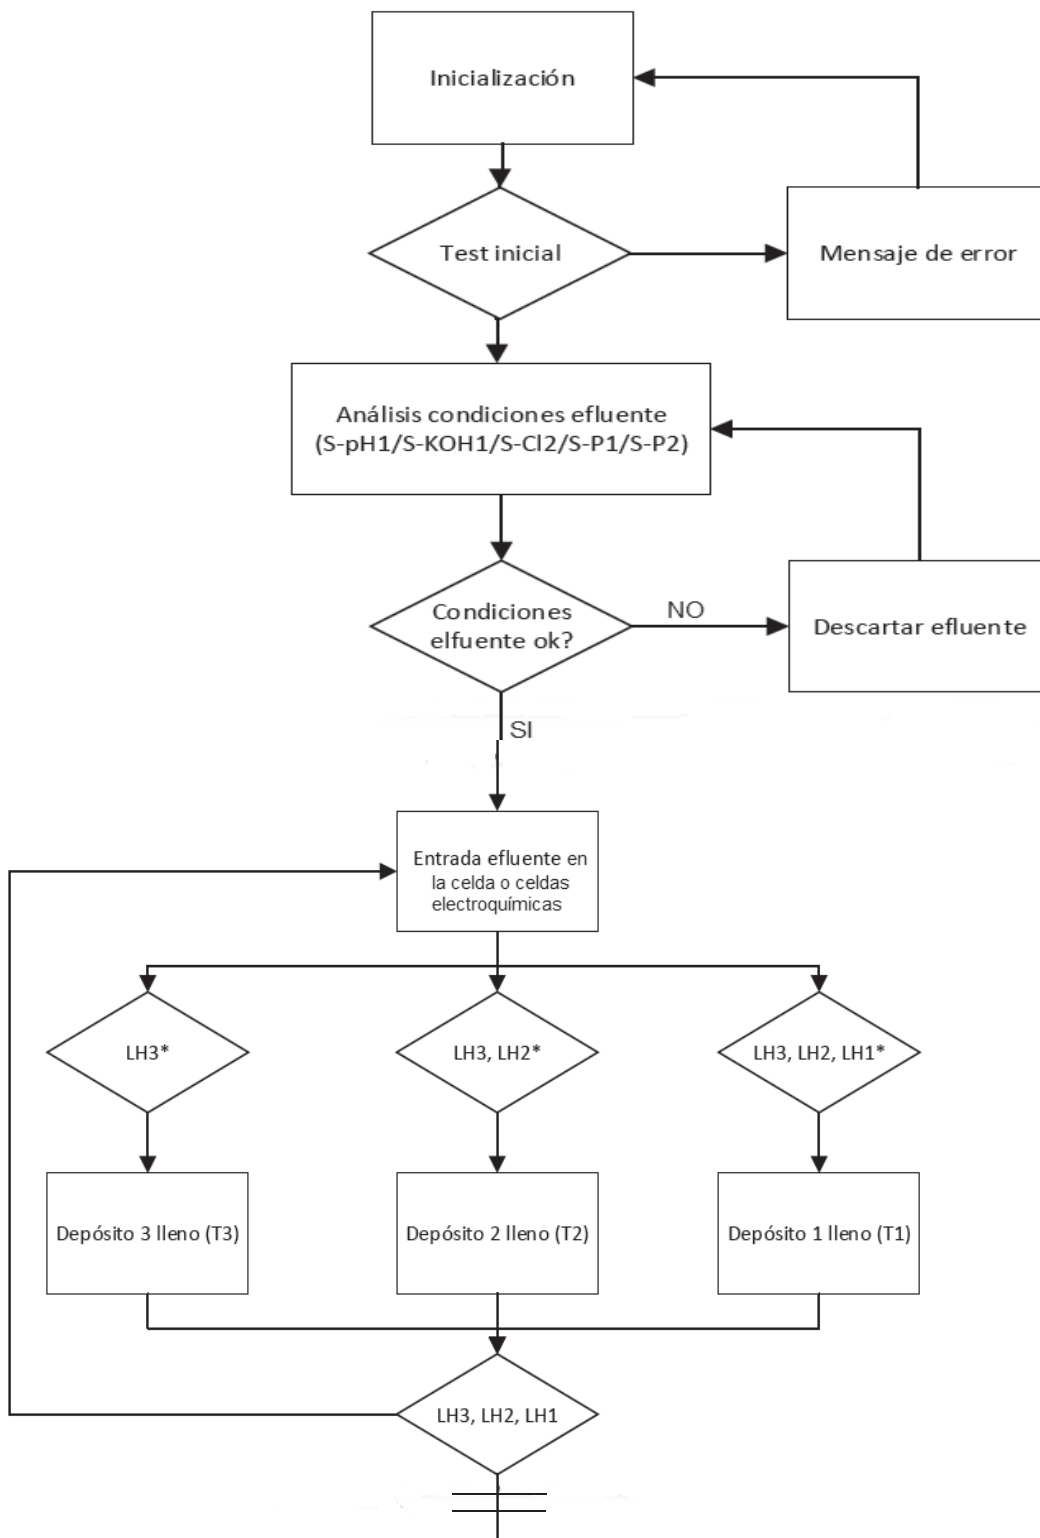 Inicialización
Test inicial
Mensaje de error
Análisis condiciones efluente
(S-pH1/S-KOH1/S-Cl2/S-P1/S-P2)
Condiciones
elfuente ok?
NO
Descartar efluente
SI
Entrada efluente en
la celda o celdas
electroquímicas
LH3*
LH3, LH2*
LH3, LH2, LH1*
Depósito 3 lleno (T3)
Depósito 2 lleno (T2)
Depósito 1 lleno (T1)
LH3, LH2, LH1